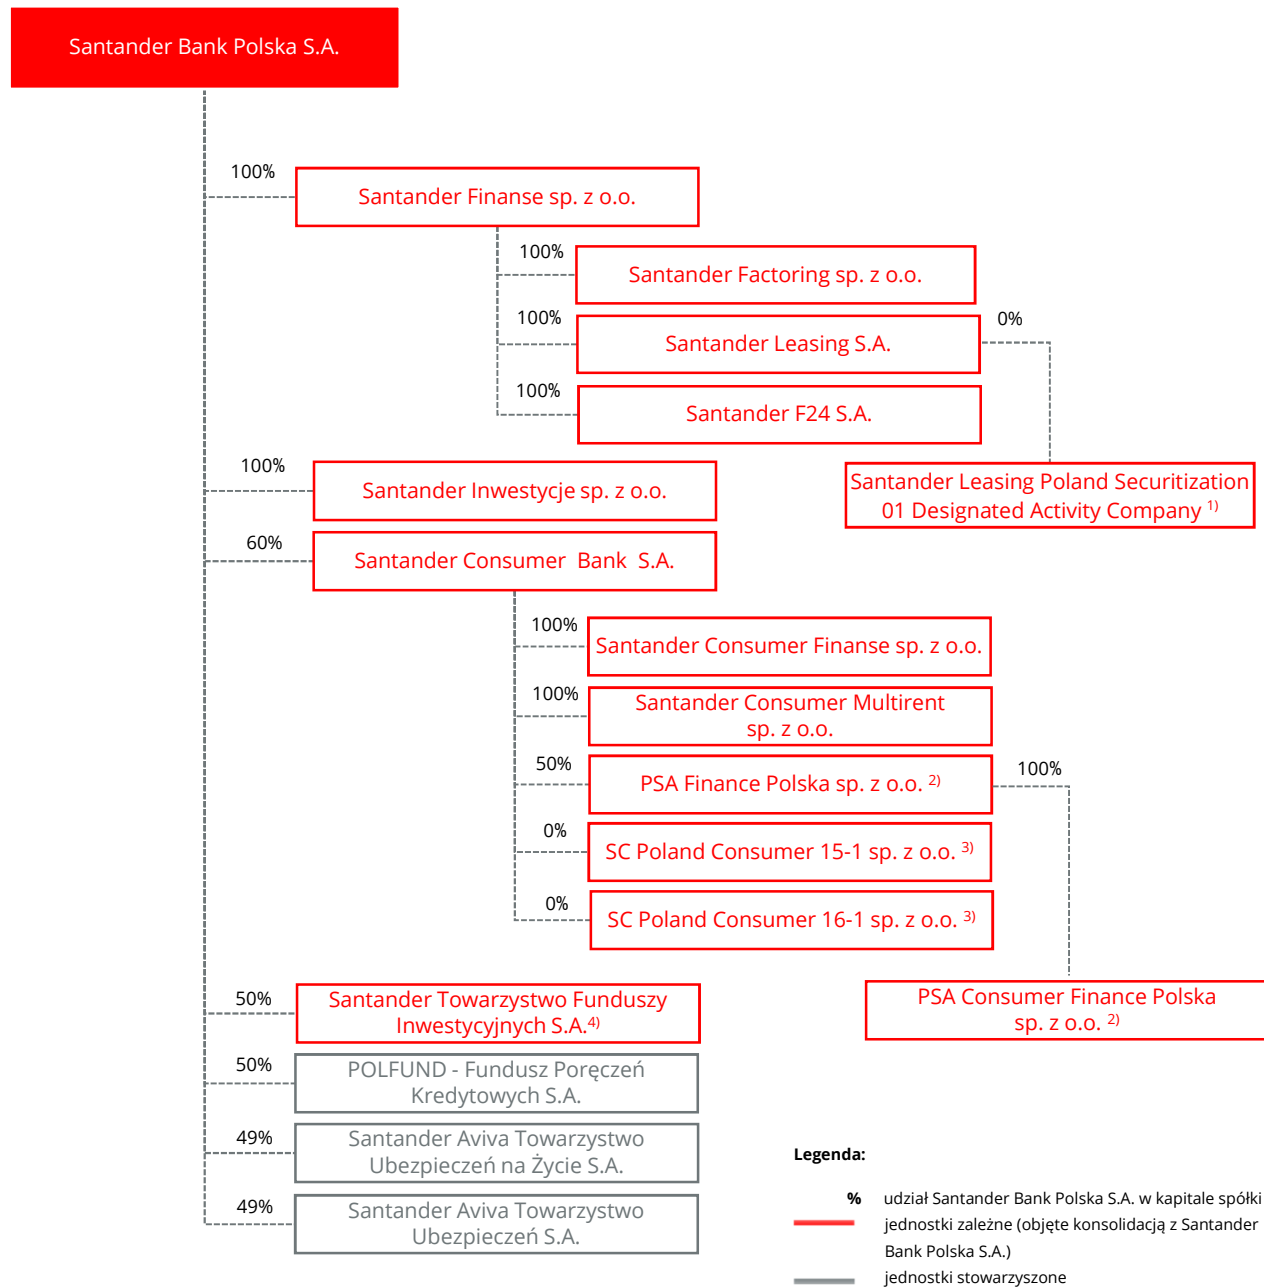 Santander Bank Polska S.A.
100%
Santander Finanse sp. z o.o.
100%
Santander Factoring sp. z o.o.
100%
Santander Leasing S.A.
0%
100%
Santander F24 S.A.
100%
Santander Inwestycje sp. z o.o.
Santander Leasing Poland Securitization
01 Designated Activity Company 1)
60%
Santander Consumer Bank S.A.
100%
Santander Consumer Finanse sp. z o.o.
100%
Santander Consumer Multirent
sp. z o.o.
50%
PSA Finance Polska sp. z o.o. 2)
100%
0%
SC Poland Consumer 15-1 sp. z o.o. 3)
0%
SC Poland Consumer 16-1 sp. z o.o. 3)
50%
Santander Towarzystwo Funduszy
Inwestycyjnych S.A.4)
PSA Consumer Finance Polska
sp. z o.o. 2)
50%
POLFUND - Fundusz Poręczeń
Kredytowych S.A.
49%
Santander Aviva Towarzystwo
Ubezpieczeń na Życie S.A.
49%
Santander Aviva Towarzystwo
Ubezpieczeń S.A.
Legenda:
% udział Santander Bank Polska S.A. w kapitale spółki
jednostki zależne (objęte konsolidacją z Santander
Bank Polska S.A.)
jednostki stowarzyszone